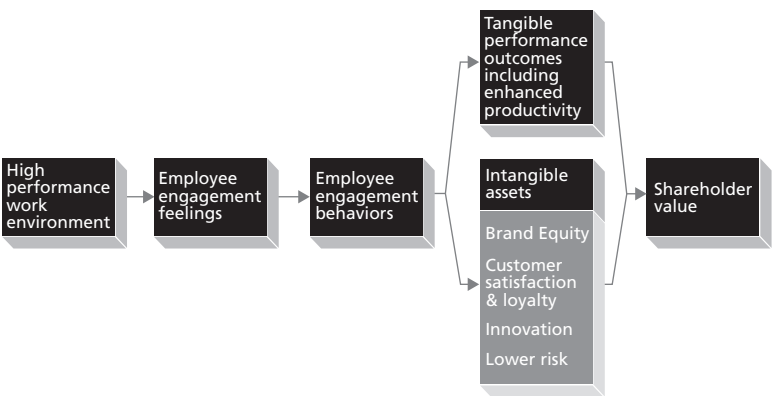 High
performance
work
environment
Employee
engagement
feelings
Employee
engagement
behaviors
Tangible
performance
outcomes
including
enhanced
productivity
Intangible
assets
Brand Equity
Customer
satisfaction
& loyalty
Innovation
Lower risk
Shareholder
value